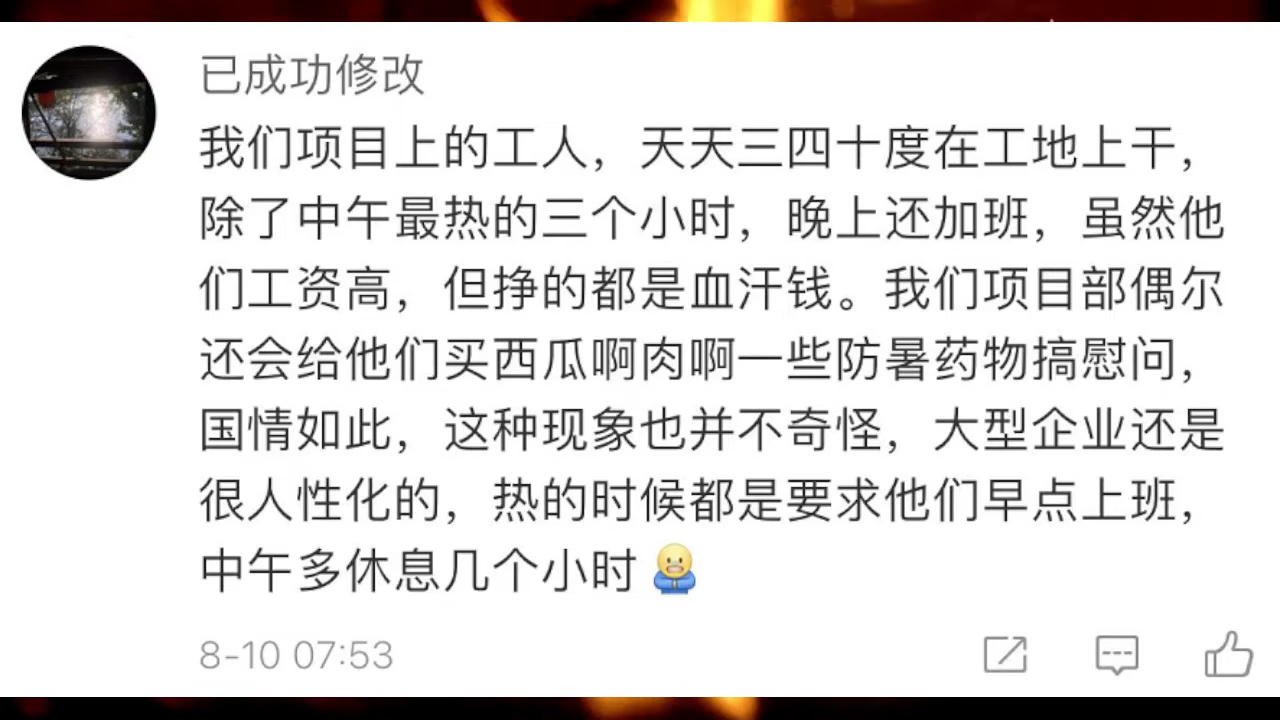 已成功修改
我们项目上的工人，天天三四十度在工地上干，
除了中午最热的三个小时，晚上还加班，虽然他
们工资高，但挣的都是血汗钱。我们项目部偶尔
还会给他们买西瓜啊肉啊一些防暑药物搞慰问，
国情如此，这种现象也并不奇怪，大型企业还是
很人性化的，热的时候都是要求他们早点上班，
中午多休息几个小时
8-10 07:53